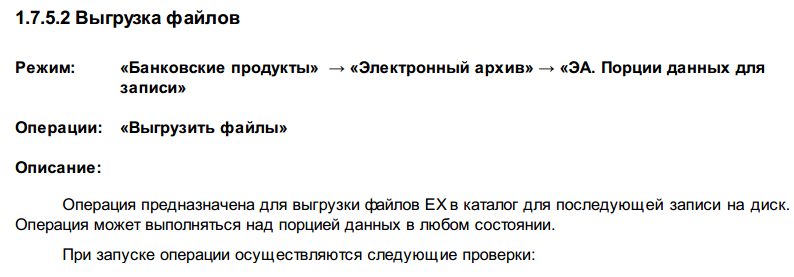 1.7.5.2 Выгрузка файлов
Режим: «Банковские продукты» → «Электронный архив» → «ЭА. Порции данных для
записи»
Операции: «Выгрузить файлы»
Описание:
Операция предназначена для выгрузки файлов EX в каталог для последующей записи на диск.
Операция может выполняться над порцией данных в любом состоянии.
При запуске операции осуществляются следующие проверки: